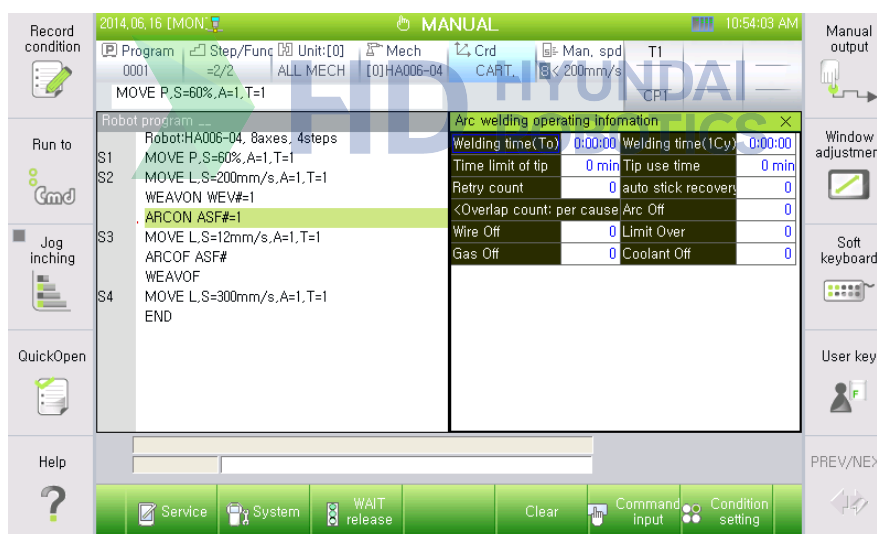 Record condition
2014,06,16 [MON]
MANUAL
10:54:03 AM
Manual output
P Program
Step/Func
Unit:[0]
Mech
Crd
Man, spd
T1
0001
=2/2
ALL MECH
[0]HA006-04
CART.
8< 200mm/s
CP1
MOVE P,S=60%,A=1,T=1
HD HYUNDAI ROBOTICS
Run to
Cmd
Jog inching
QuickOpen
Help
Robot program __
Robot:HA006-04, 8axes, 4steps
S1 MOVE P,S=60%,A=1,T=1
S2 MOVE L,S=200mm/s,A=1,T=1
WEAVON WEV#=1
ARCON ASF#=1
S3 MOVE L,S=12mm/s,A=1,T=1
ARCOF ASF#
WEAVOF
S4 MOVE L,S=300mm/s,A=1,T=1
END
Arc welding operating infomation
Welding time(To) 0:00:00 Welding time(1Cy) 0:00:00
Time limit of tip 0 min Tip use time 0 min
Retry count 0 auto stick recovery 0
<Overlap count: per cause Arc Off 0
Wire Off 0 Limit Over 0
Gas Off 0 Coolant Off 0
Window adjustmen
Soft keyboard
User key
F
PREV/NEX
Service
System
WAIT release
Clear
Command input
Condition setting